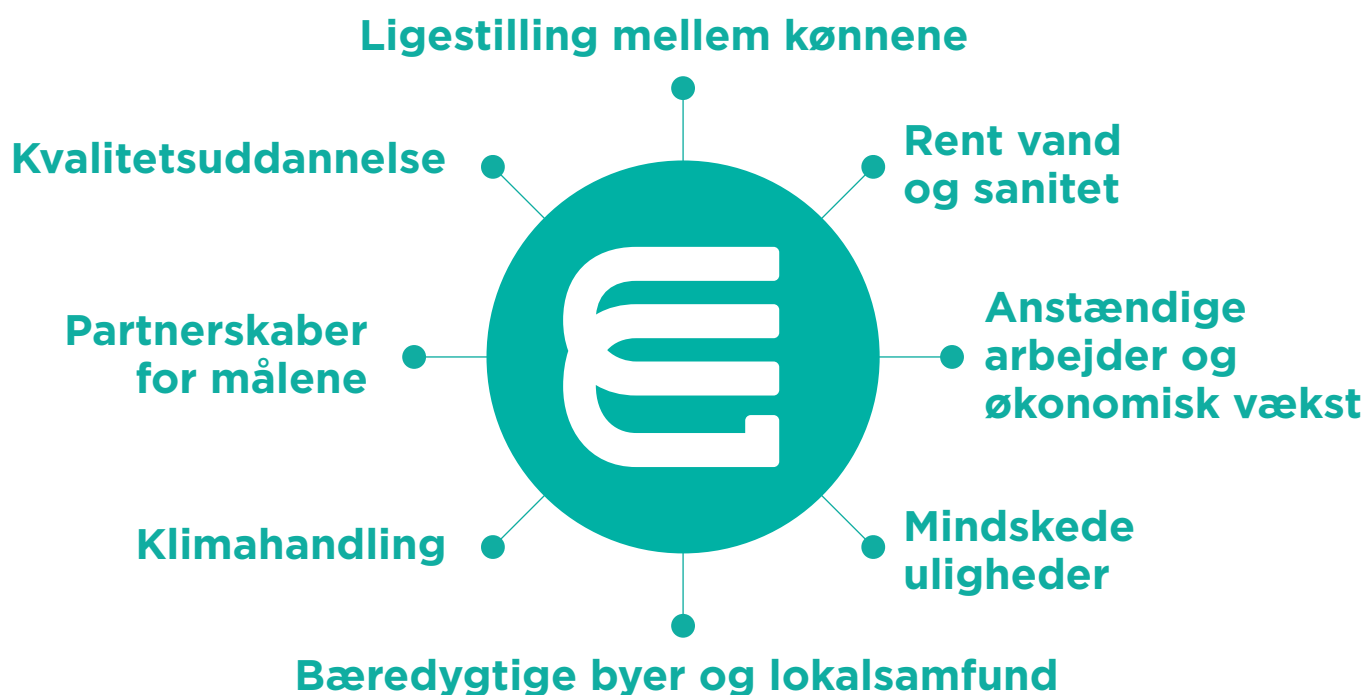 Ligestilling mellem kønnene
Kvalitetsuddannelse
Rent vand
og sanitet
Partnerskaber
for målene
Anstændige
arbejder og
økonomisk vækst
Klimahandling
Mindskede
uligheder
Bæredygtige byer og lokalsamfund